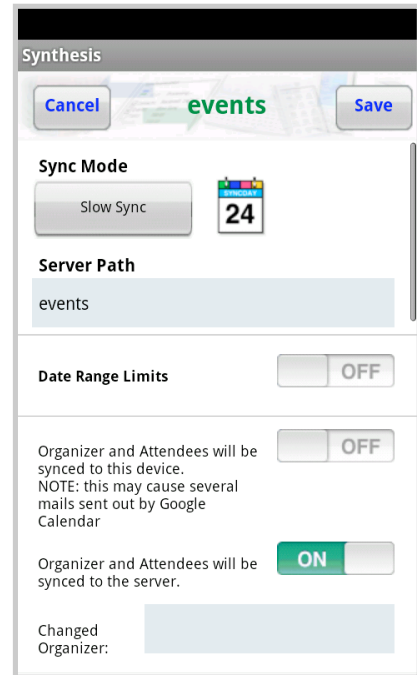 Synthesis
Cancel events Save
Sync Mode
Slow Sync
SYNCDAY
24
Server Path
events
Date Range Limits OFF
Organizer and Attendees will be OFF
synced to this device.
NOTE: this may cause several
mails sent out by Google
Calendar
Organizer and Attendees will be ON
synced to the server.
Changed
Organizer: